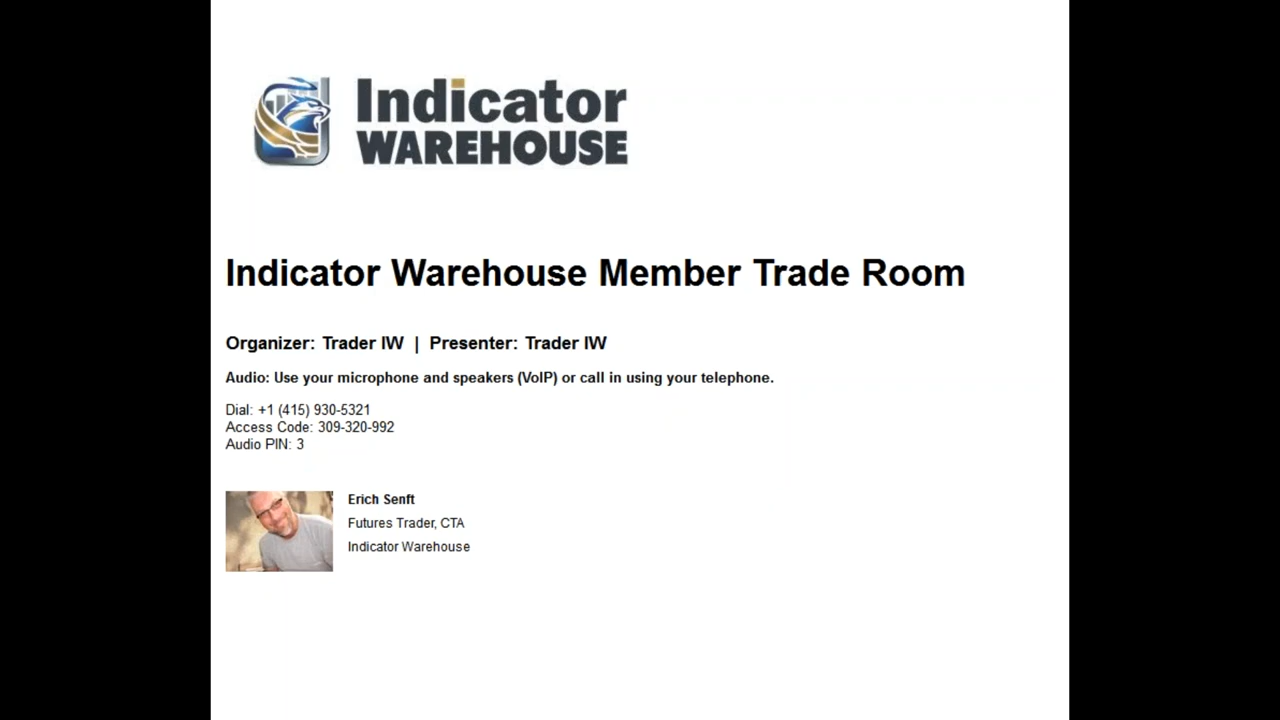 Indicator
WAREHOUSE
Indicator Warehouse Member Trade Room
Organizer: Trader IW | Presenter: Trader IW
Audio: Use your microphone and speakers (VoIP) or call in using your telephone.
Dial: +1 (415) 930-5321
Access Code: 309-320-992
Audio PIN: 3
Erich Senft
Futures Trader, CTA
Indicator Warehouse